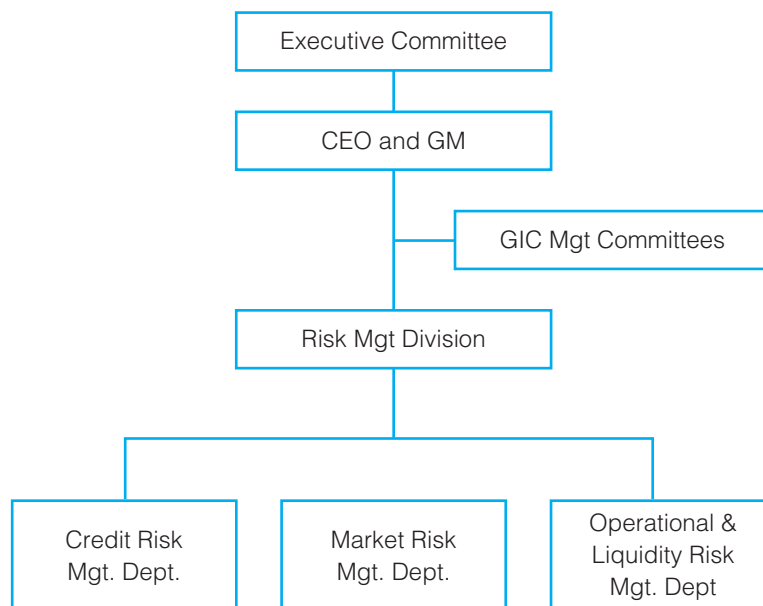 Executive Committee
CEO and GM
GIC Mgt Committees
Risk Mgt Division
Credit Risk
Mgt. Dept.
Market Risk
Mgt. Dept.
Operational &
Liquidity Risk
Mgt. Dept